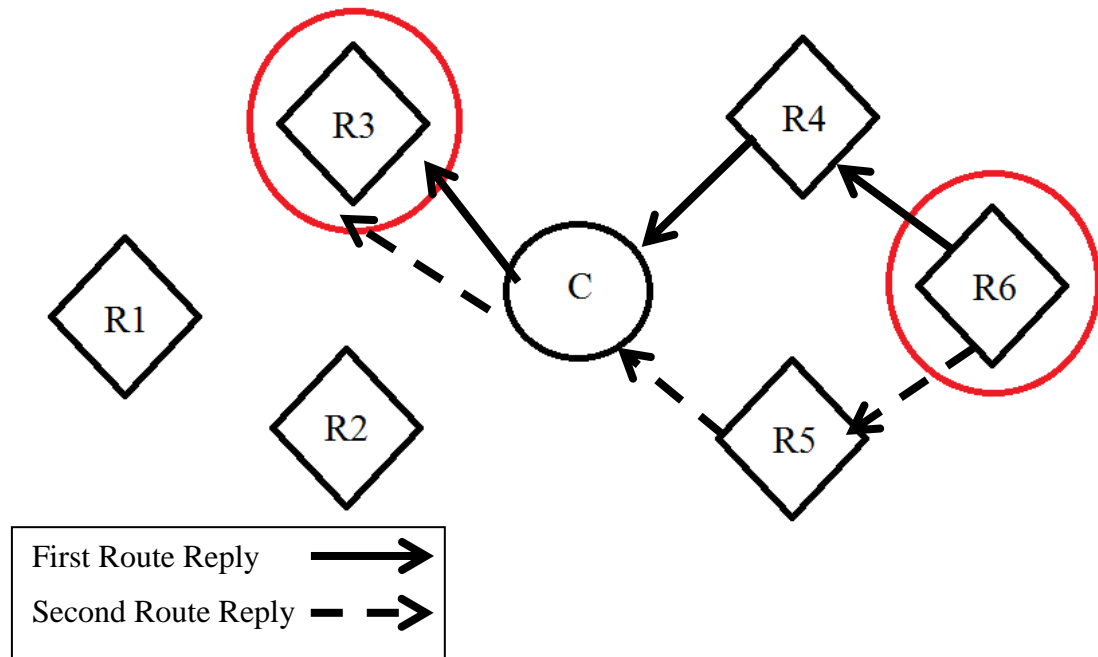 R3
R4
C
R6
R1
R2
R5
First Route Reply
Second Route Reply